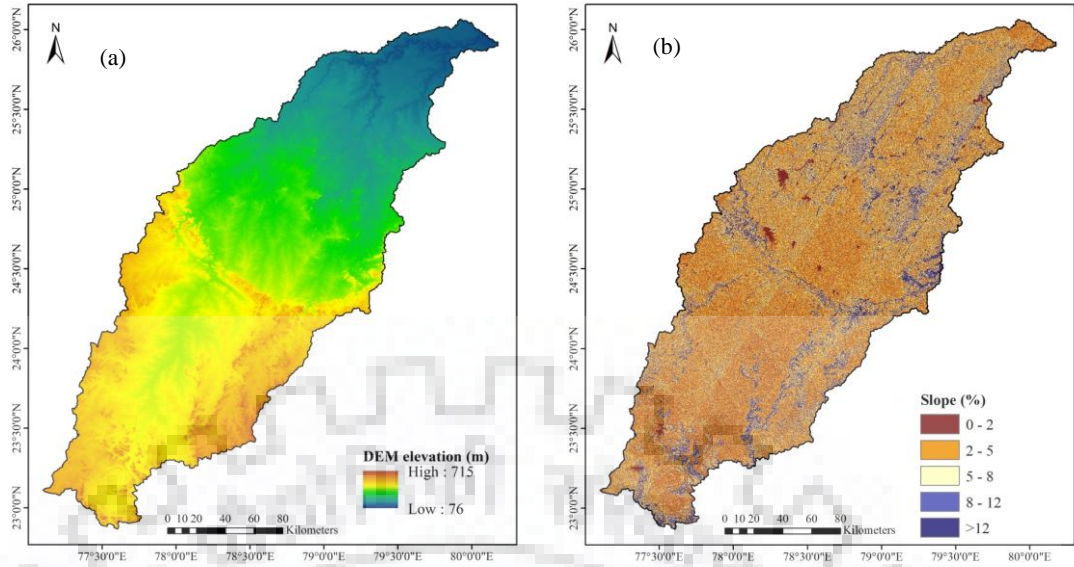 N
(a)
26°0'0"N
25°30'0"N
25°0'0"N
24°30'0"N
24°0'0"N
23°30'0"N
23°0'0"N
DEM elevation (m)
High : 715
Low : 76
0 10 20 40 60 80
Kilometers
77°30'0"E 78°0'0"E 78°30'0"E 79°0'0"E 79°30'0"E 80°0'0"E
N
(b)
26°0'0"N
25°30'0"N
25°0'0"N
24°30'0"N
24°0'0"N
23°30'0"N
23°0'0"N
Slope (%)
0 - 2
2 - 5
5 - 8
8 - 12
>12
0 10 20 40 60 80
Kilometers
77°30'0"E 78°0'0"E 78°30'0"E 79°0'0"E 79°30'0"E 80°0'0"E